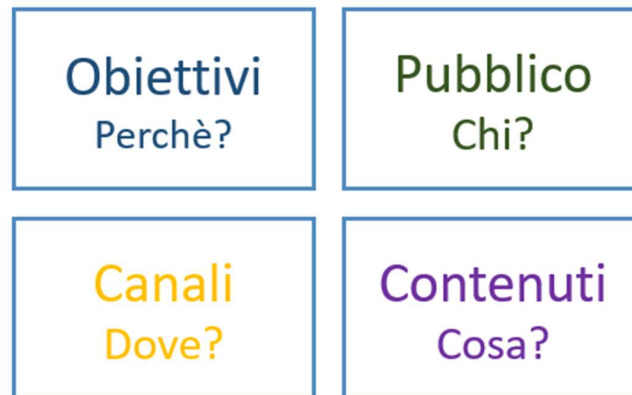 Obiettivi
Perchè?
Pubblico
Chi?
Canali
Dove?
Contenuti
Cosa?